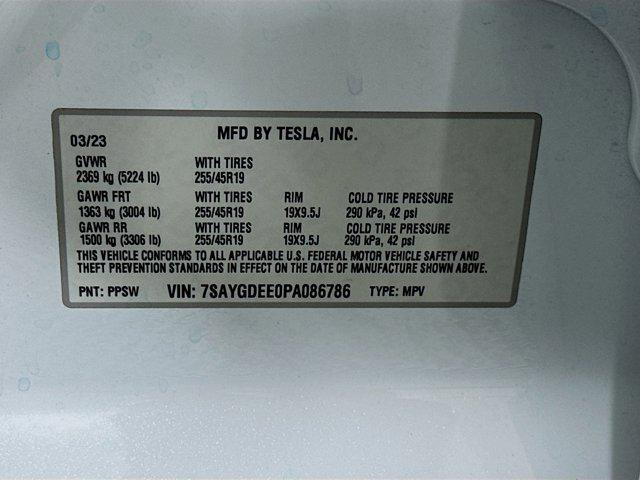 MFD BY TESLA, INC.
03/23
GVWR WITH TIRES
2369 kg (5224 lb) 255/45R19
GAWR FRT WITH TIRES RIM COLD TIRE PRESSURE
1363 kg (3004 lb) 255/45R19 19X9.5J 290 kPa, 42 psi
GAWR RR WITH TIRES RIM COLD TIRE PRESSURE
1500 kg (3306 lb) 255/45R19 19X9.5J 290 kPa, 42 psi
THIS VEHICLE CONFORMS TO ALL APPLICABLE U.S. FEDERAL MOTOR VEHICLE SAFETY AND
THEFT PREVENTION STANDARDS IN EFFECT ON THE DATE OF MANUFACTURE SHOWN ABOVE.
PNT: PPSW VIN: 7SAYGDEE0PA086786 TYPE: MPV